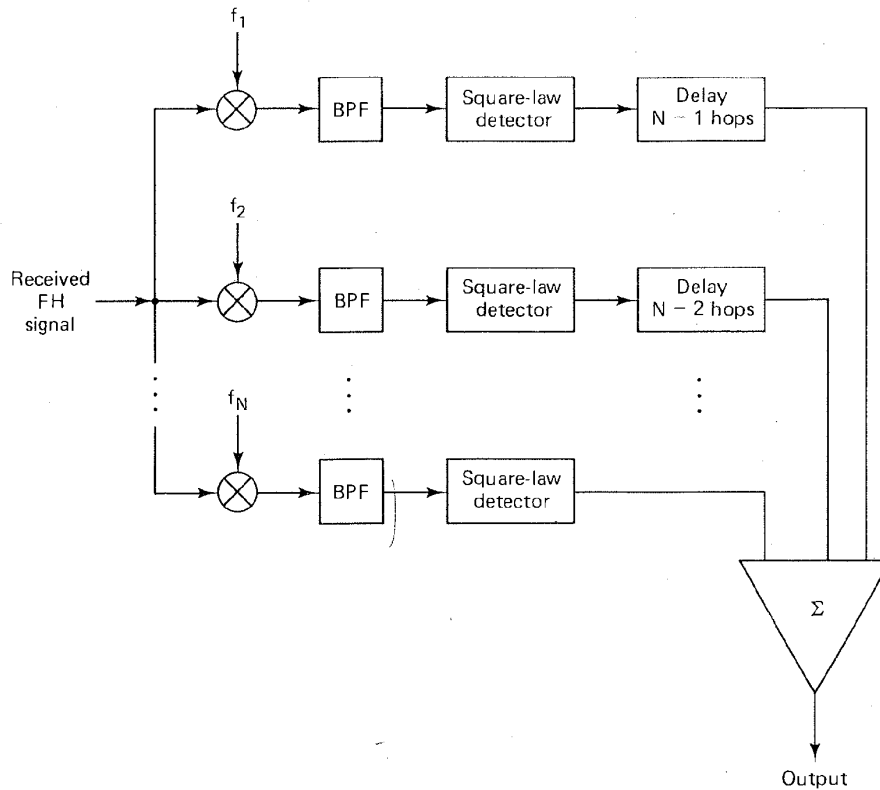 f1
BPF
Square-law
detector
Delay
N − 1 hops
f2
Received
FH
signal
BPF
Square-law
detector
Delay
N − 2 hops
fN
BPF
Square-law
detector
Σ
Output